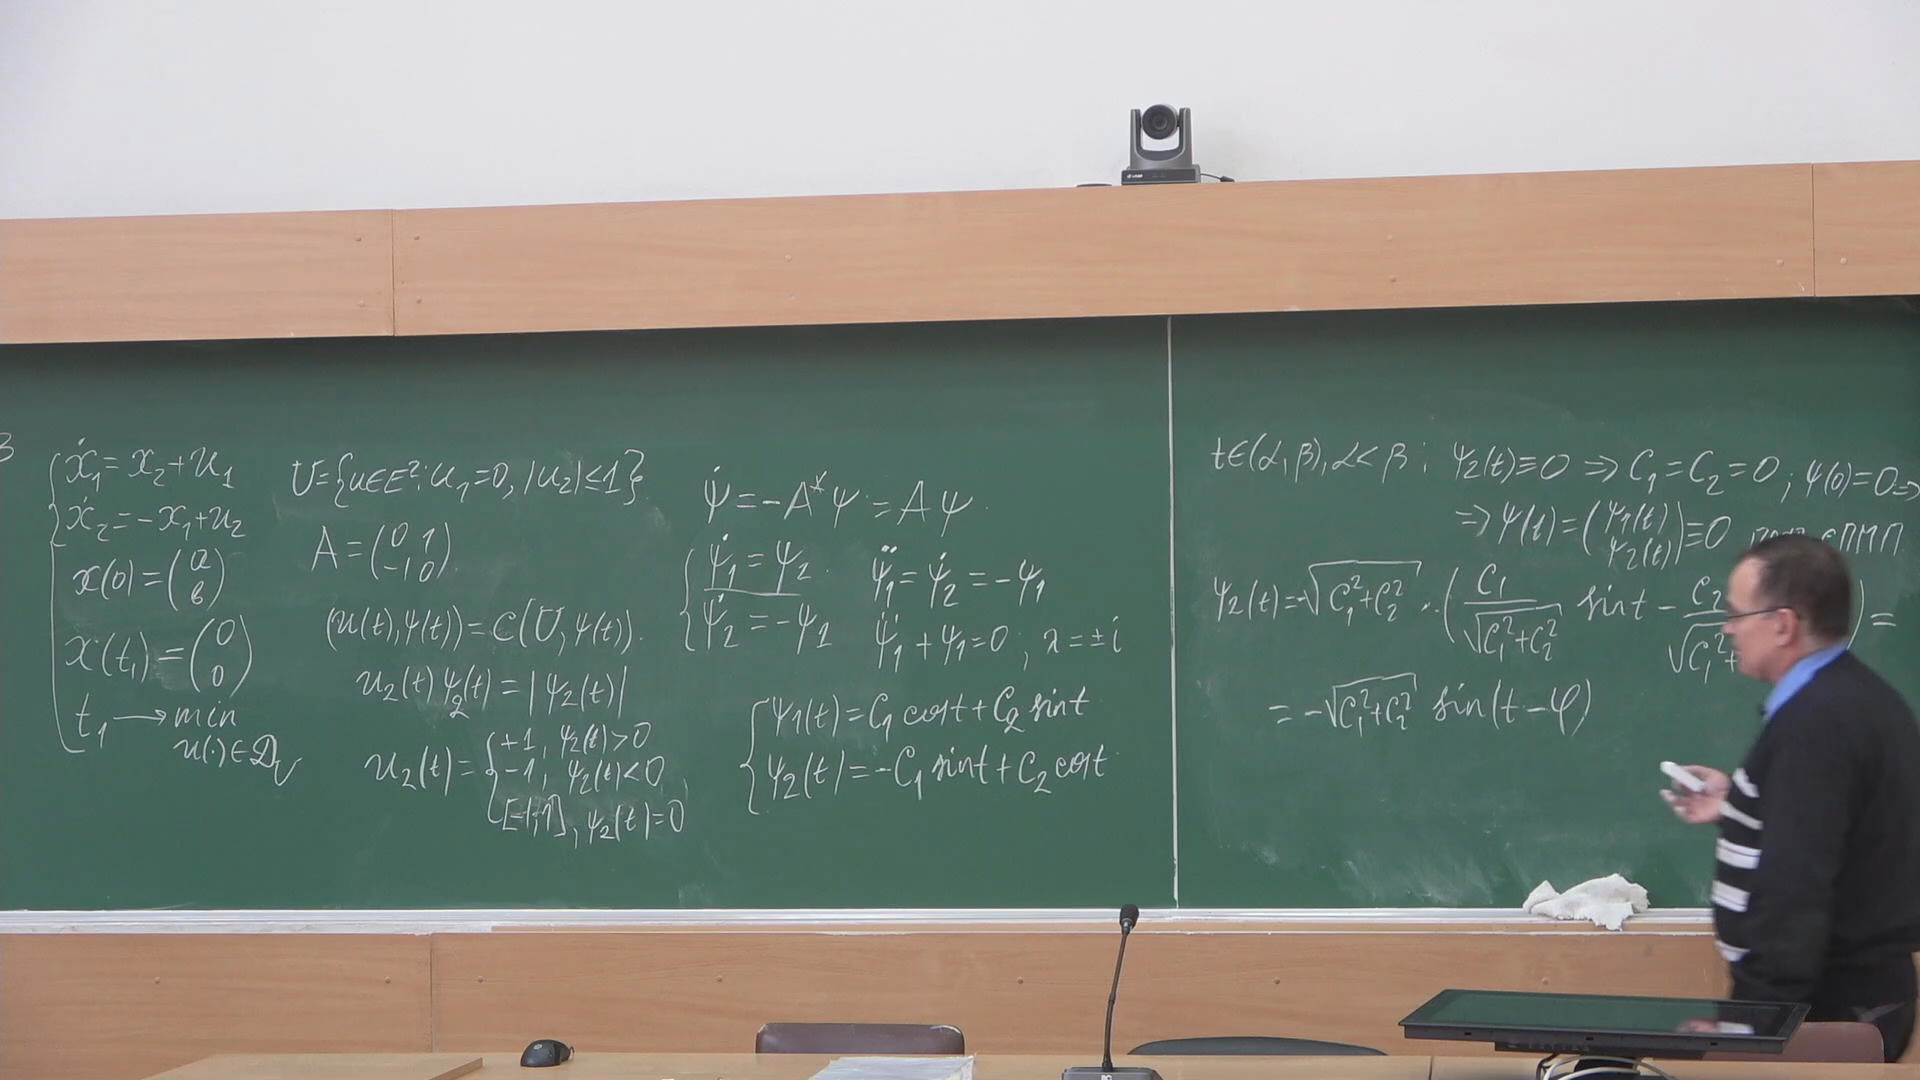 ẋ₁ = x₂ + u₁
ẋ₂ = -x₁ + u₂
x(0) = (a b)
x(t₁) = (0 0)
t₁ → min
u(·) ∈ D_U
U = {u ∈ E²: u₁ = 0, |u₂| ≤ 1}
A = (0 1 -1 0)
(u(t), ψ(t)) = c(U, ψ(t)).
u₂(t) ψ₂(t) = |ψ₂(t)|
u₂(t) = { +1, ψ₂(t) > 0
-1, ψ₂(t) < 0
[-1; 1], ψ₂(t) = 0
ψ̇ = -A*ψ = Aψ.
ψ̇₁ = ψ₂
ψ̇₂ = -ψ₁
ψ̈₁ = ψ̇₂ = -ψ₁
ψ̈₁ + ψ₁ = 0; λ = ±i
ψ₁(t) = C₁ cos t + C₂ sin t
ψ₂(t) = -C₁ sin t + C₂ cos t
t ∈ (α, β), α < β: ψ₂(t) ≡ 0 ⇒ C₁ = C₂ = 0; ψ(0) = 0 ⇒
⇒ ψ(t) = (ψ₁(t) ψ₂(t)) ≡ 0 с ПМП
ψ₂(t) = -√(C₁² + C₂²) · (C₁/√(C₁² + C₂²) sin t - C₂/√(C₁² + ) =
= -√(C₁² + C₂²) sin(t - φ)